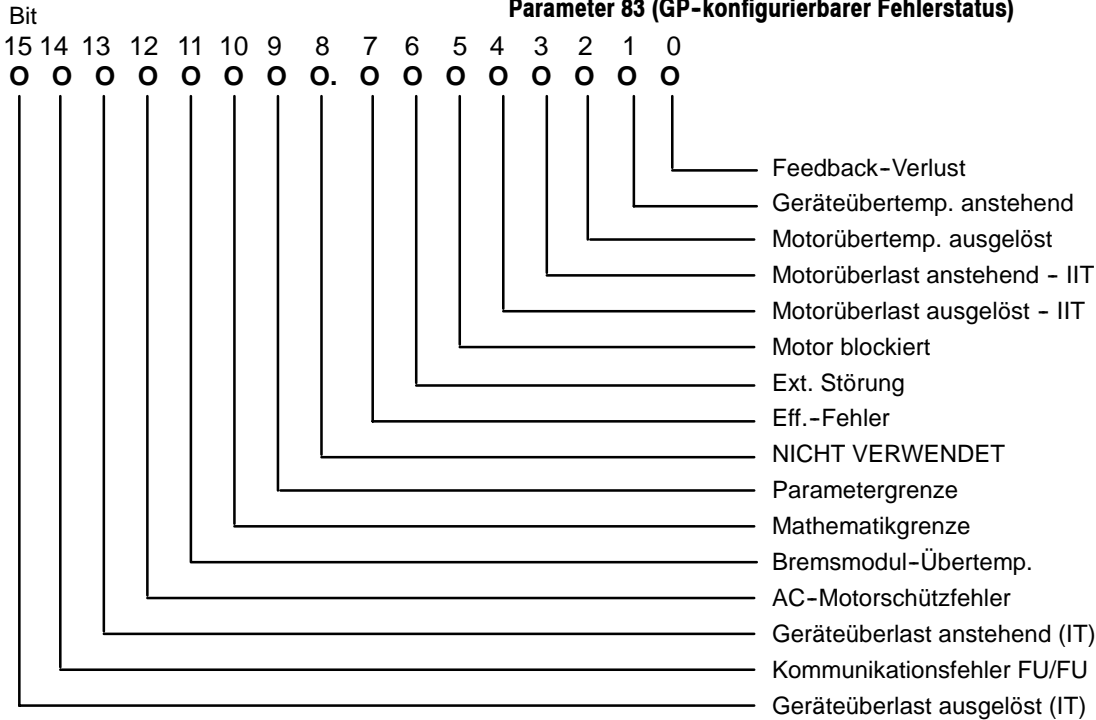 Parameter 83 (GP-konfigurierbarer Fehlerstatus)
Bit
15 14 13 12 11 10 9 8 7 6 5 4 3 2 1 0
O O O O O O O O. O O O O O O O O
Feedback-Verlust
Geräteübertemp. anstehend
Motorübertemp. ausgelöst
Motorüberlast anstehend - IIT
Motorüberlast ausgelöst - IIT
Motor blockiert
Ext. Störung
Eff.-Fehler
NICHT VERWENDET
Parametergrenze
Mathematikgrenze
Bremsmodul-Übertemp.
AC-Motorschützfehler
Geräteüberlast anstehend (IT)
Kommunikationsfehler FU/FU
Geräteüberlast ausgelöst (IT)